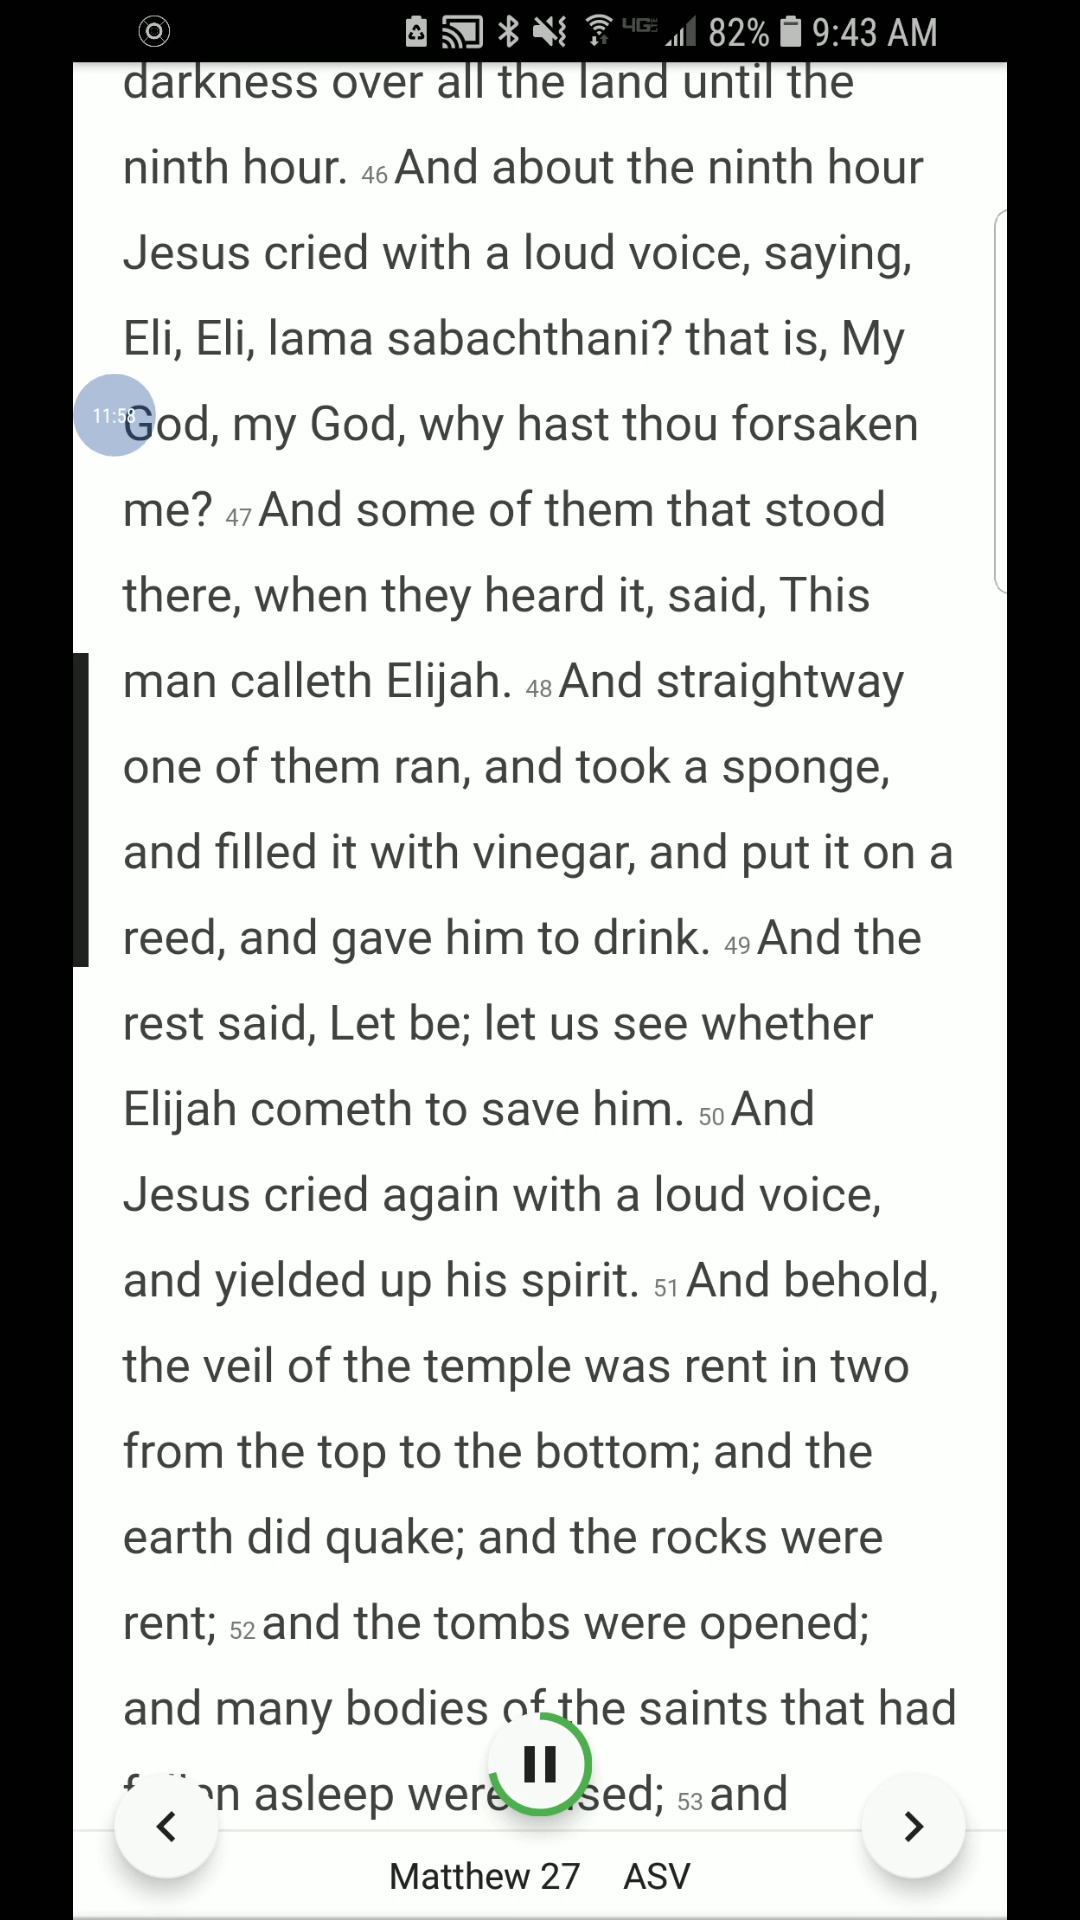 4G 82% 9:43 AM
darkness over all the land until the
ninth hour. 46 And about the ninth hour
Jesus cried with a loud voice, saying,
Eli, Eli, lama sabachthani? that is, My
11:58
God, my God, why hast thou forsaken
me? 47 And some of them that stood
there, when they heard it, said, This
man calleth Elijah. 48 And straightway
one of them ran, and took a sponge,
and filled it with vinegar, and put it on a
reed, and gave him to drink. 49 And the
rest said, Let be; let us see whether
Elijah cometh to save him. 50 And
Jesus cried again with a loud voice,
and yielded up his spirit. 51 And behold,
the veil of the temple was rent in two
from the top to the bottom; and the
earth did quake; and the rocks were
rent; 52 and the tombs were opened;
and many bodies of the saints that had
asleep were 53 and
Matthew 27 ASV